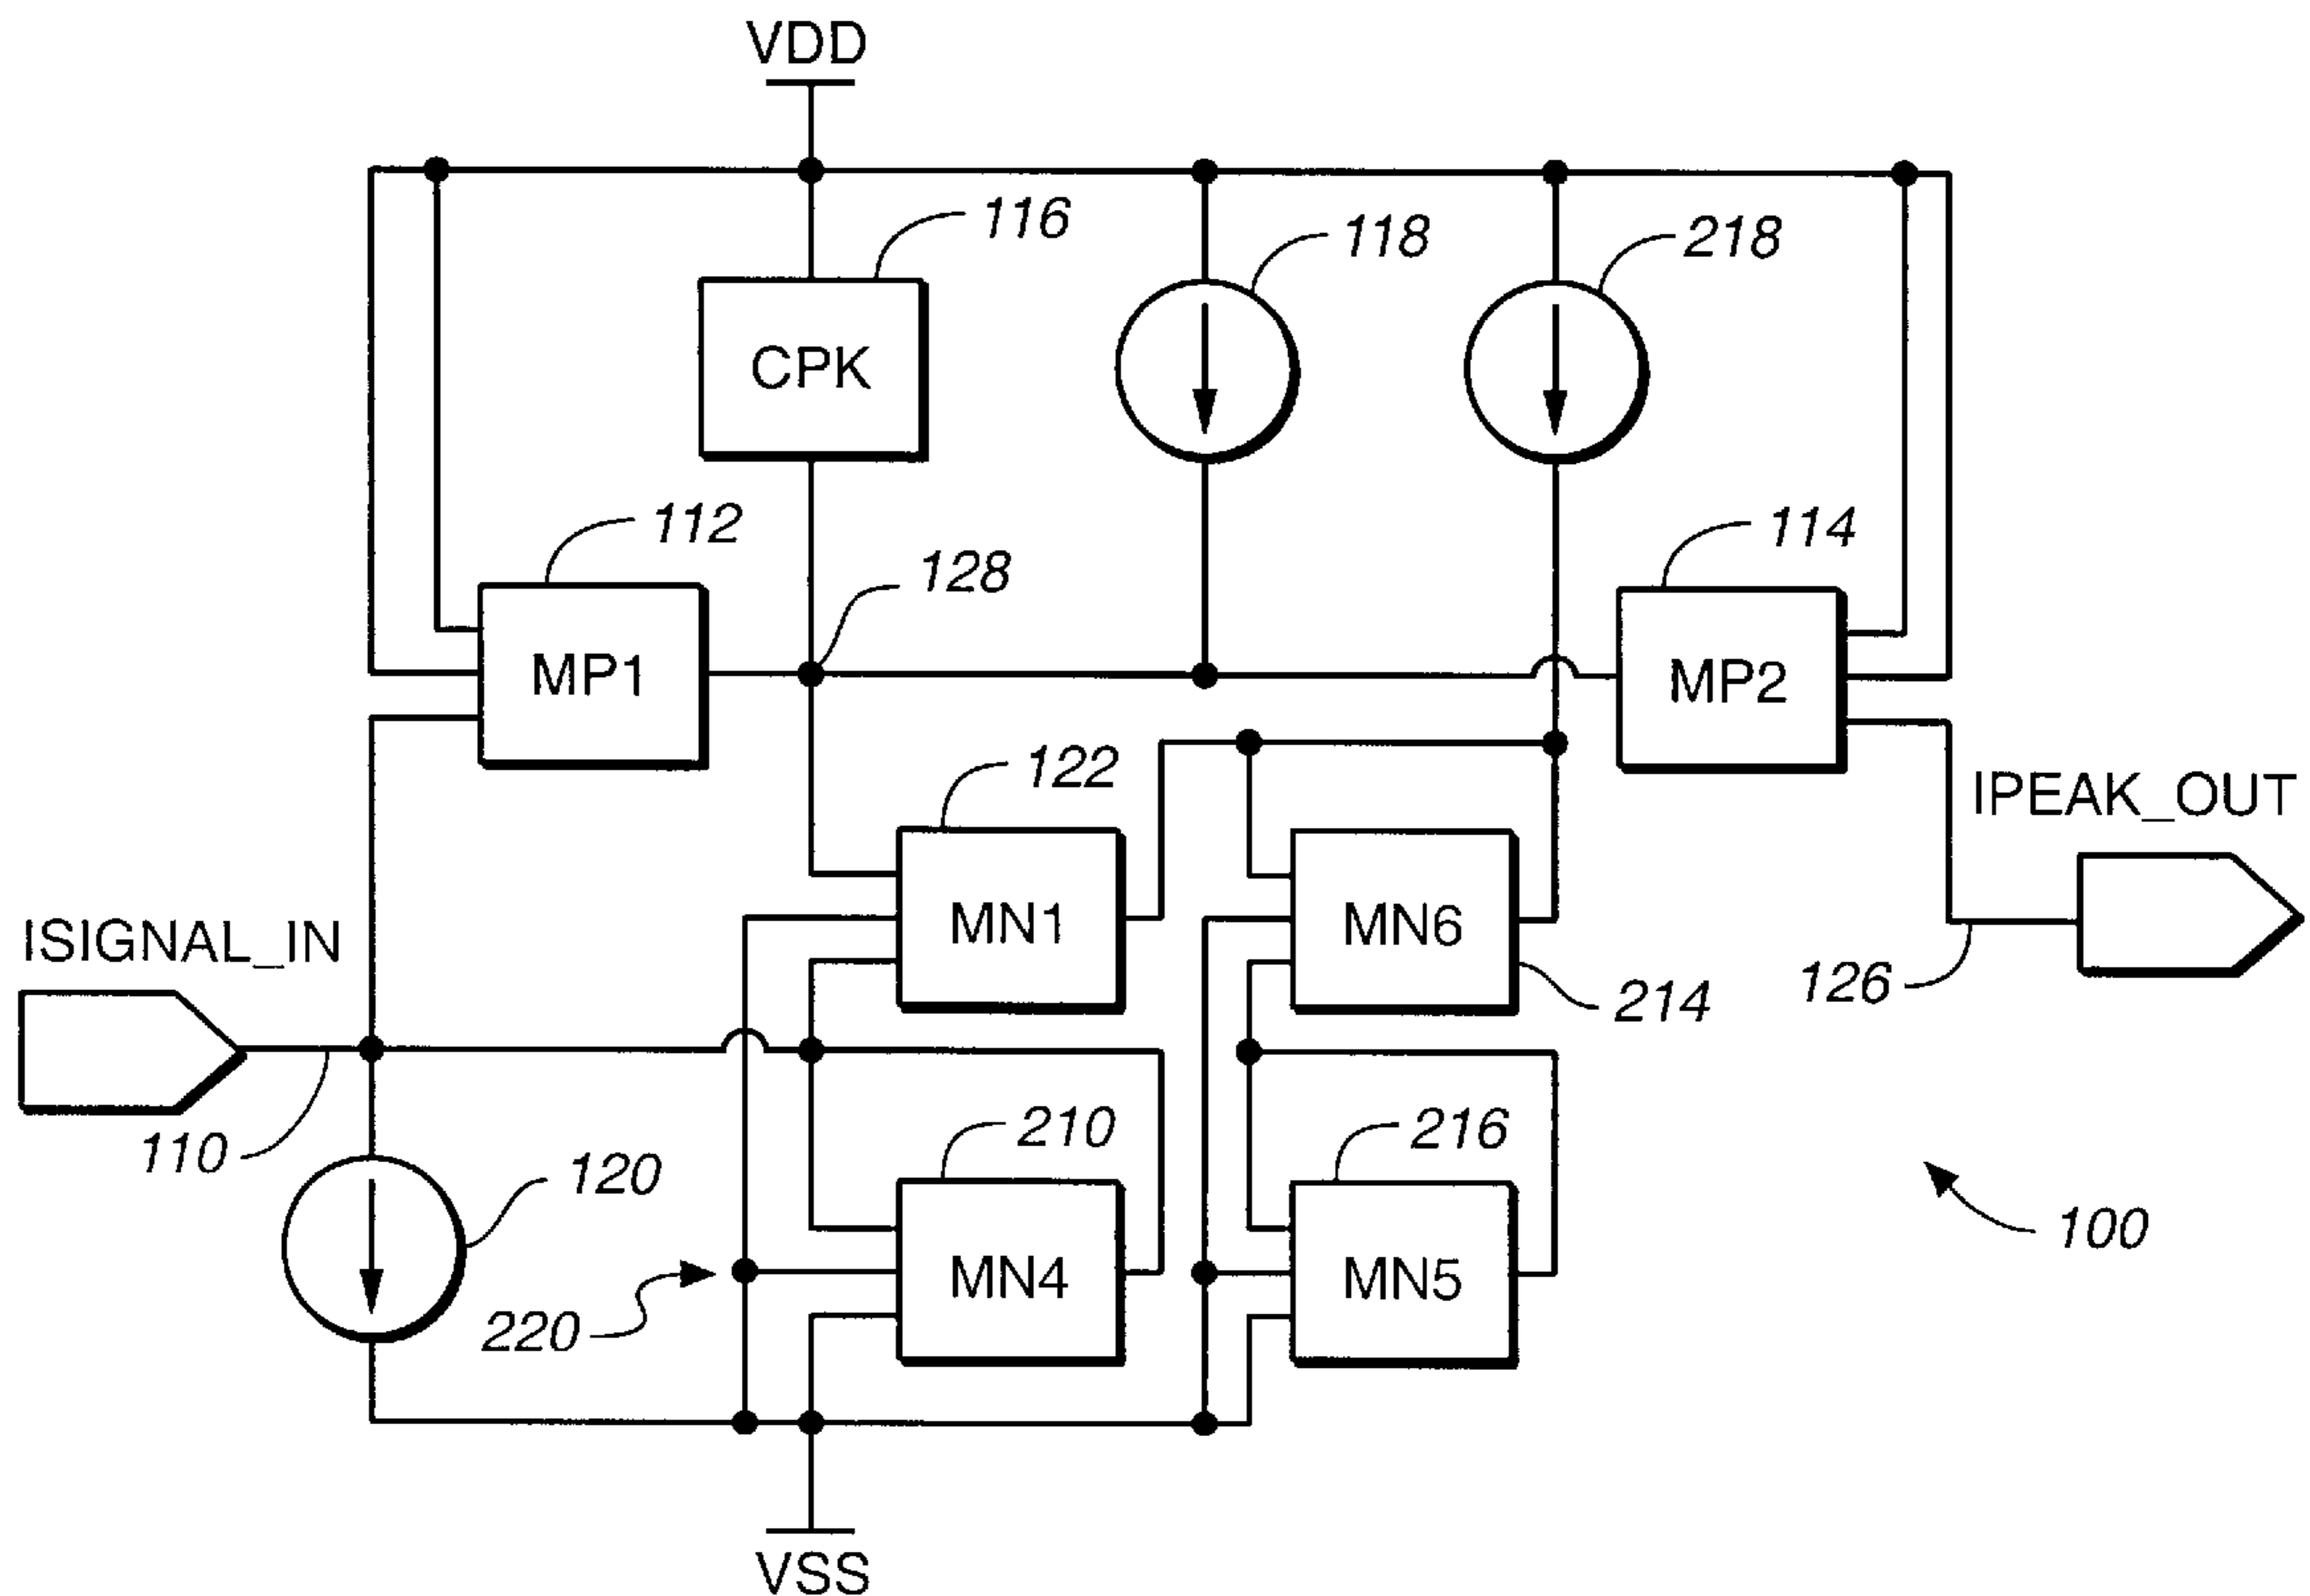 VDD
116
118
218
CPK
112
128
114
MP1
MP2
122
IPEAK_OUT
MN1
MN6
ISIGNAL_IN
126
214
110
120
210
216
100
MN4
MN5
220
VSS